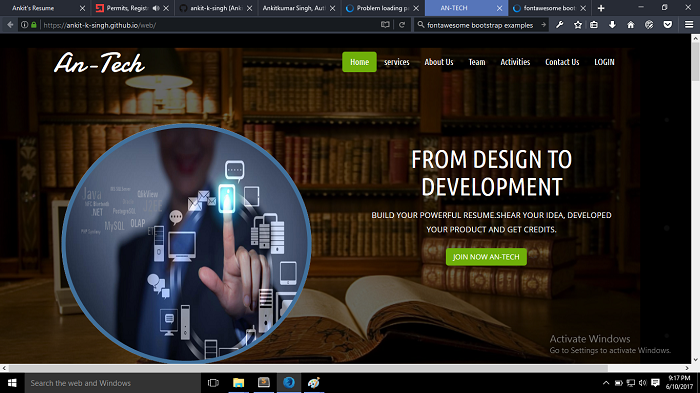 Ankit's Resume
Permits, Registr
ankit-k-singh (Ank
Ankitkumar Singh, Aut
Problem loading p
AN-TECH
fontawesome boot
https://ankit-k-singh.github.io/web/
fontawesome bootstrap examples
An-Tech
Home
services
About Us
Team
Activities
Contact Us
LOGIN
FROM DESIGN TO
DEVELOPMENT
BUILD YOUR POWERFUL RESUME.SHEAR YOUR IDEA, DEVELOPED
YOUR PRODUCT AND GET CREDITS.
JOIN NOW AN-TECH
Java
QlikView
.NET
PostgreSQL
MySQL
OLAP
Activate Windows
Go to Settings to activate Windows.
Search the web and Windows
9:17 PM
6/10/2017